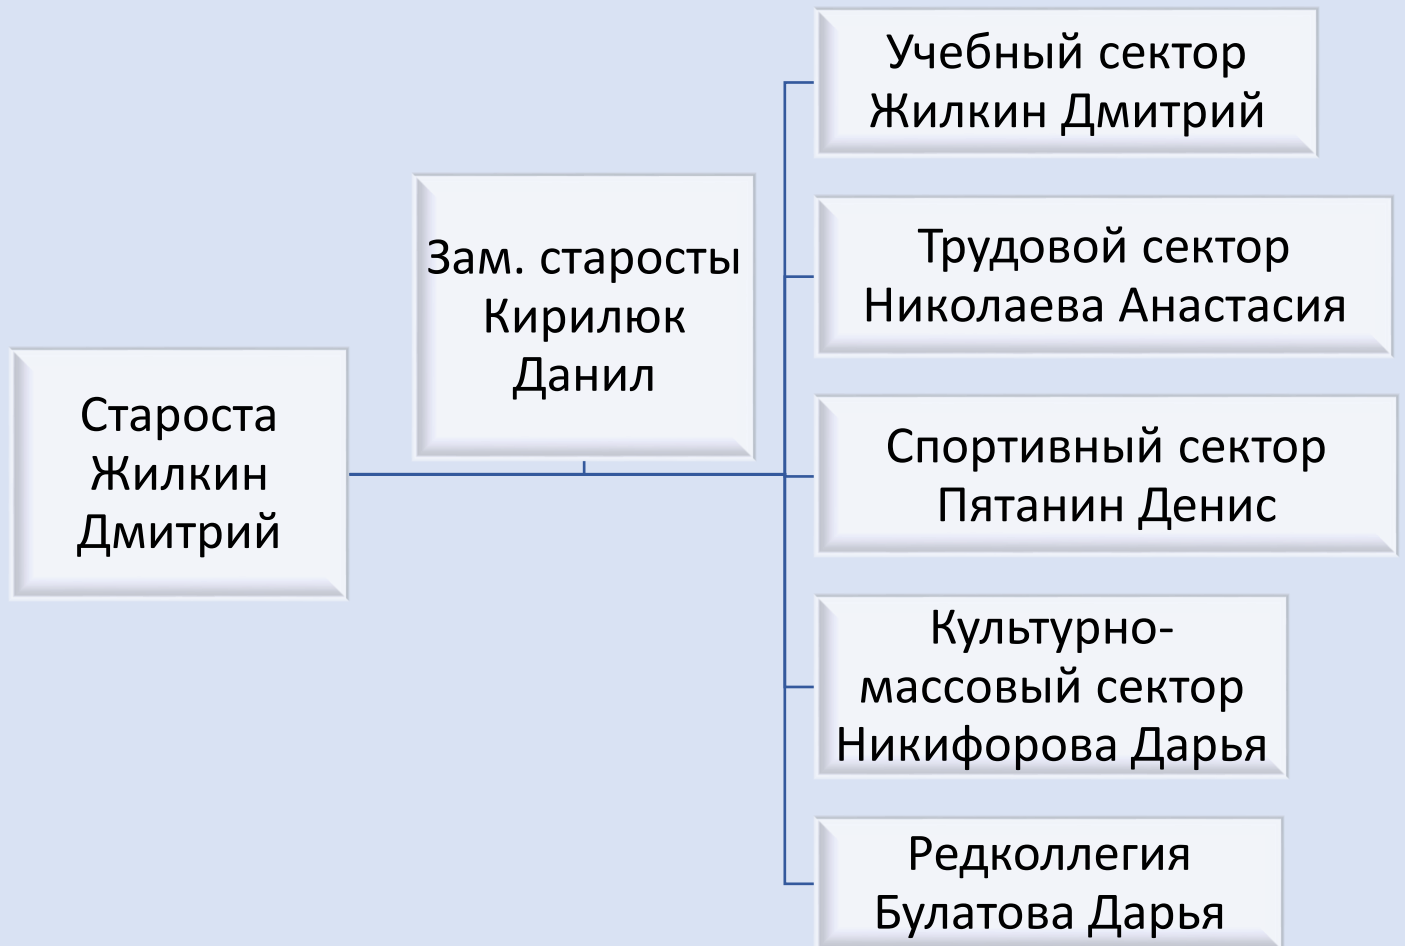 Староста
Жилкин
Дмитрий
Зам. старосты
Кирилюк
Данил
Учебный сектор
Жилкин Дмитрий
Трудовой сектор
Николаева Анастасия
Спортивный сектор
Пятанин Денис
Культурно-
массовый сектор
Никифорова Дарья
Редколлегия
Булатова Дарья